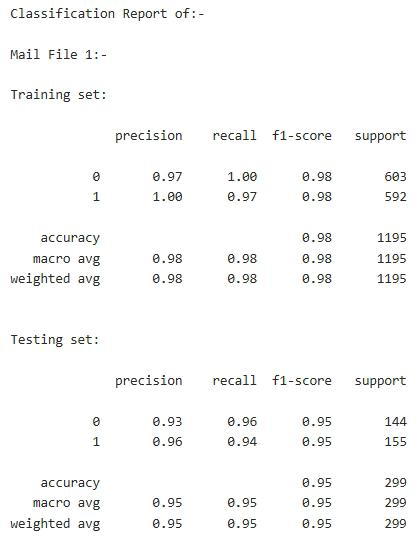 Classification Report of:-
Mail File 1:-
Training set:
precision recall f1-score support
0 0.97 1.00 0.98 603
1 1.00 0.97 0.98 592
accuracy 0.98 1195
macro avg 0.98 0.98 0.98 1195
weighted avg 0.98 0.98 0.98 1195
Testing set:
precision recall f1-score support
0 0.93 0.96 0.95 144
1 0.96 0.94 0.95 155
accuracy 0.95 299
macro avg 0.95 0.95 0.95 299
weighted avg 0.95 0.95 0.95 299